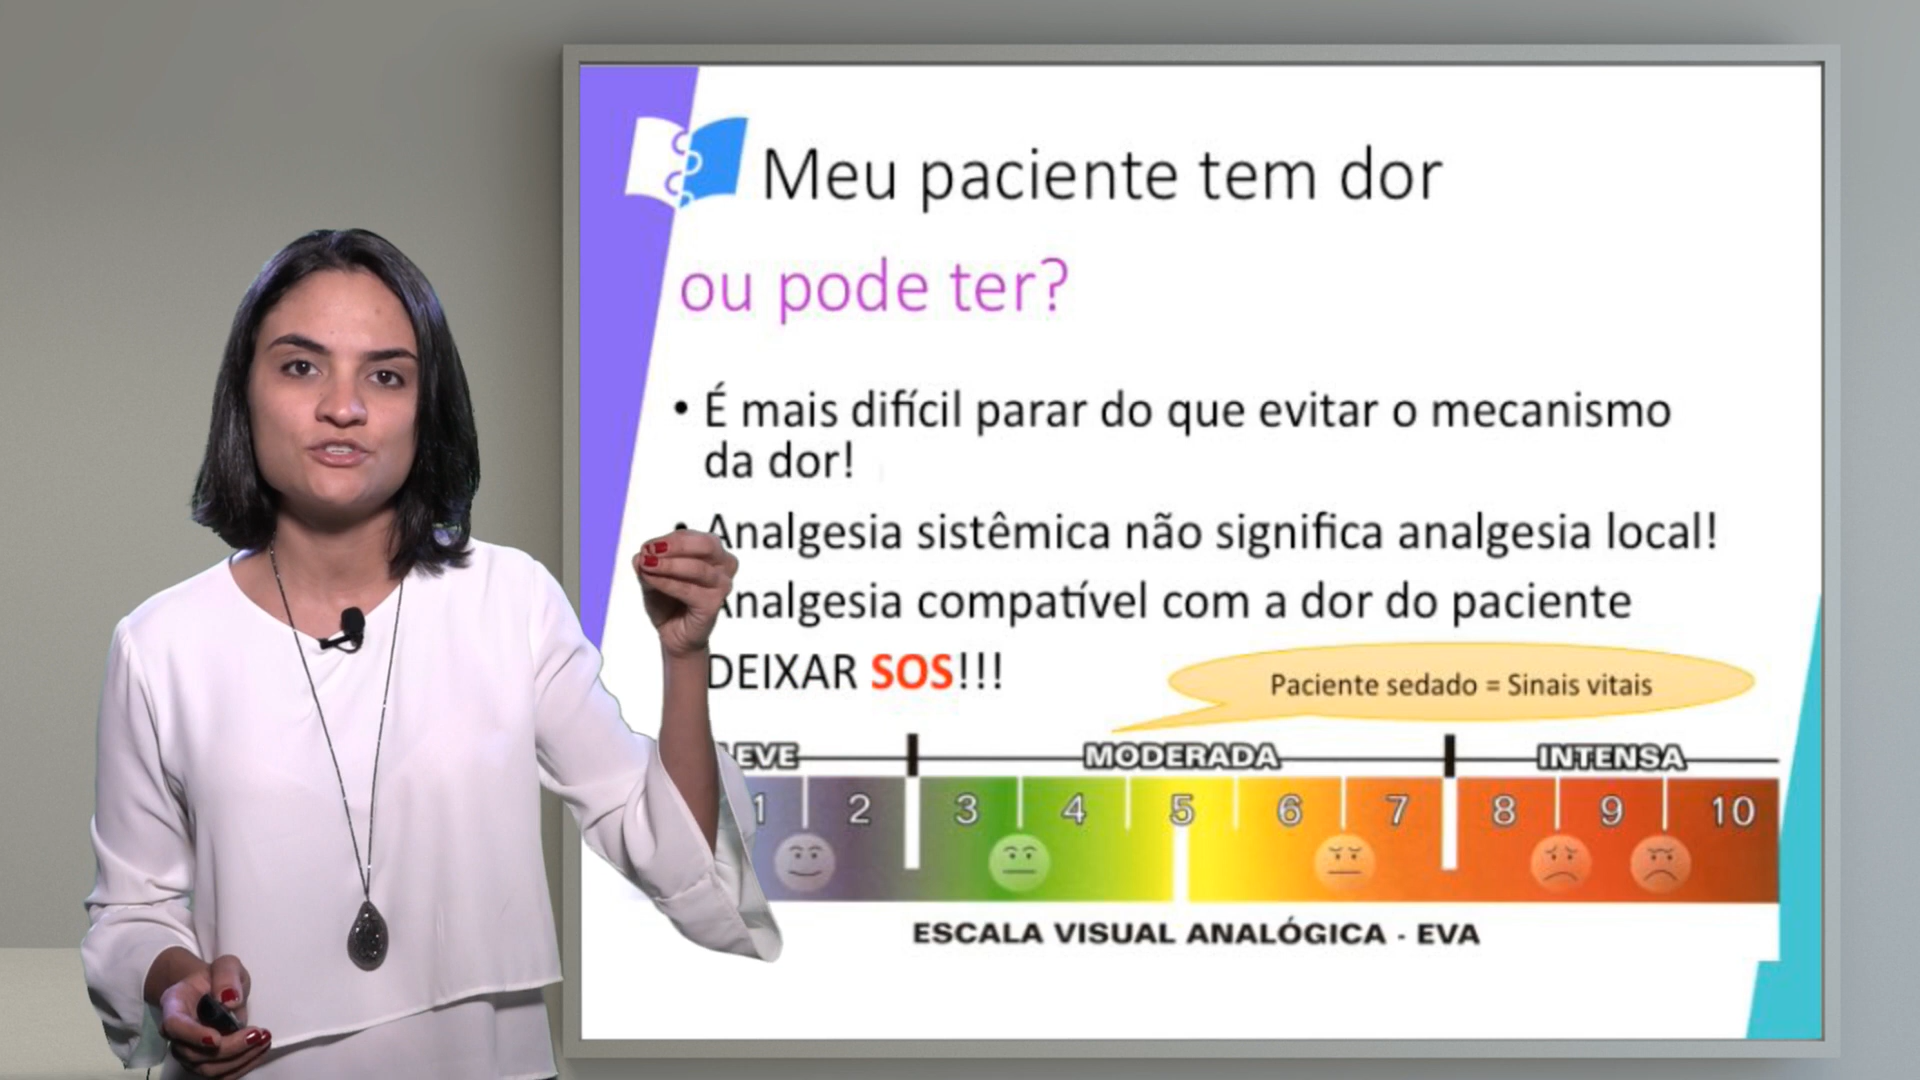 Meu paciente tem dor
ou pode ter?
• É mais difícil parar do que evitar o mecanismo
da dor!
• Analgesia sistêmica não significa analgesia local!
Analgesia compatível com a dor do paciente
DEIXAR SOS!!!
Paciente sedado = Sinais vitais
MODERADA INTENSA
1 2 3 4 5 6 7 8 9 10
ESCALA VISUAL ANALÓGICA - EVA